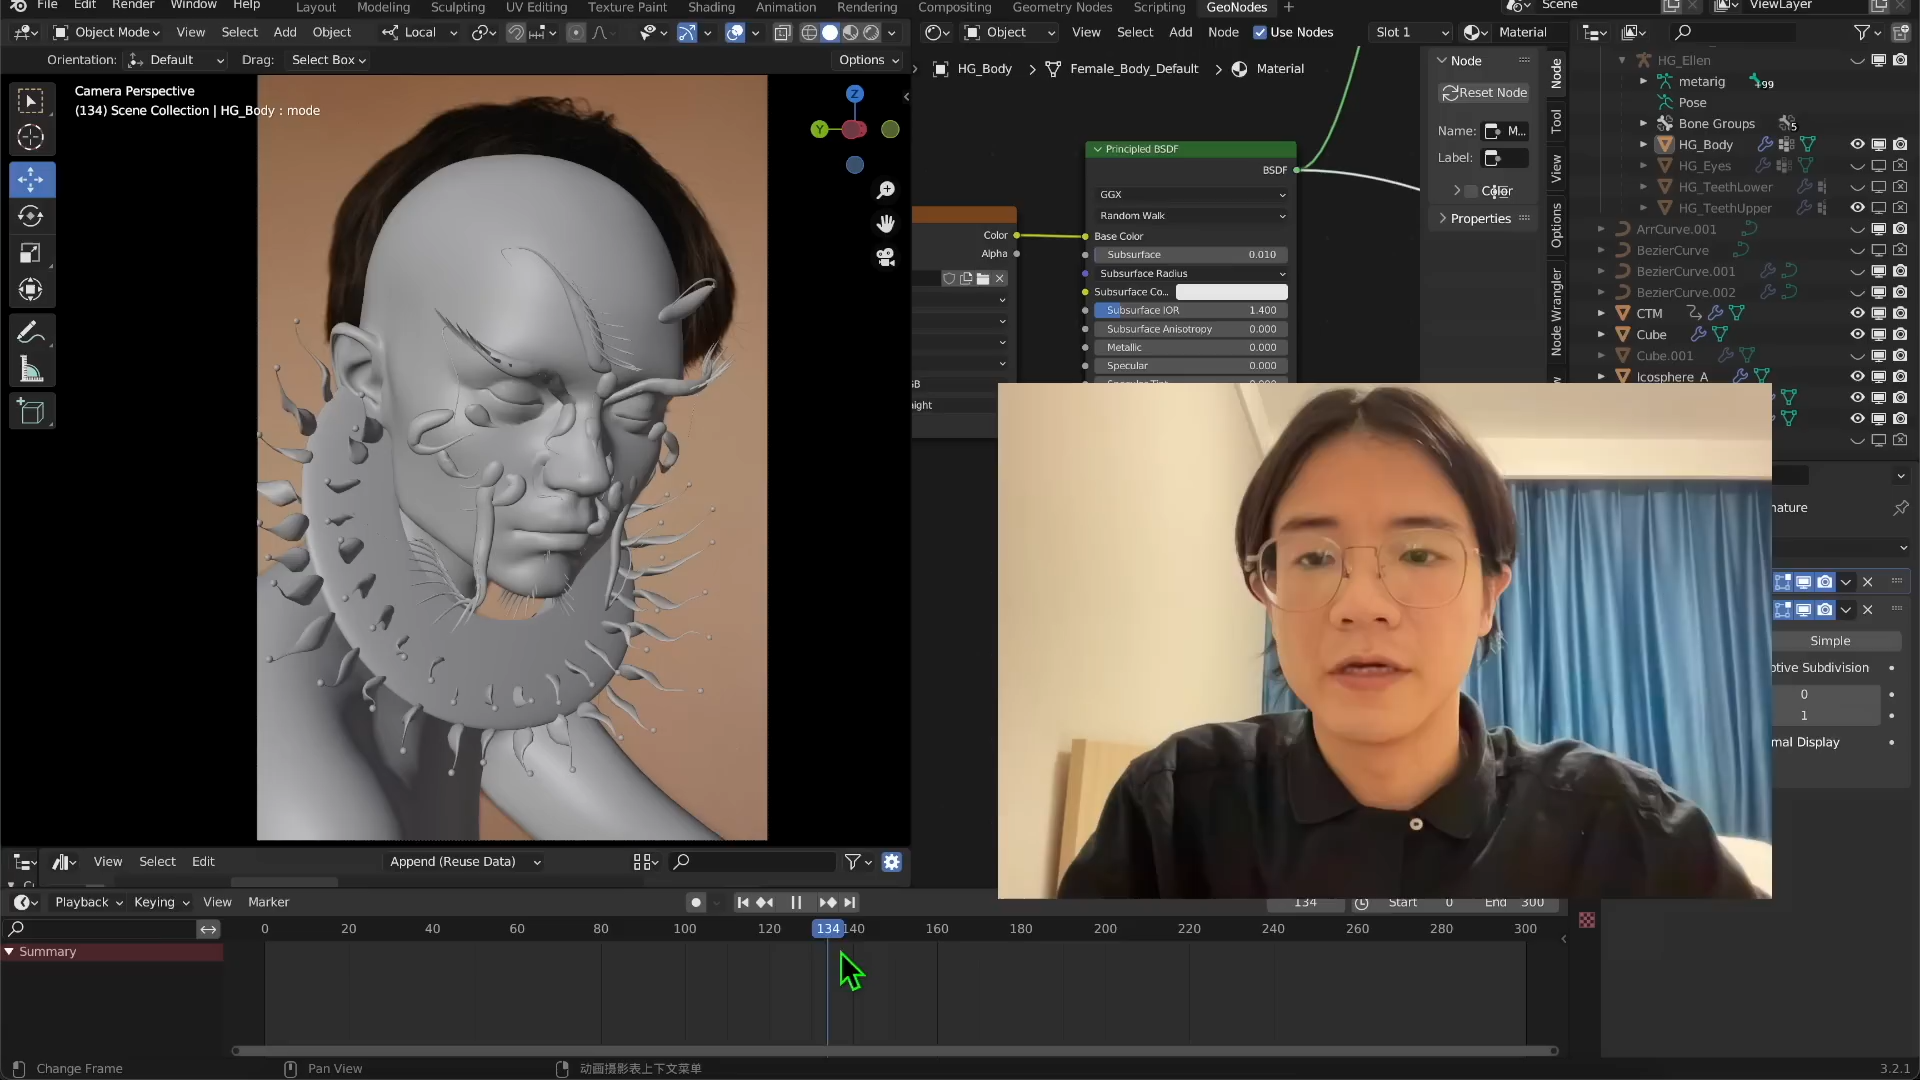 File Edit Render Window Help
Layout Modeling Sculpting UV Editing Texture Paint Shading Animation Rendering Compositing Geometry Nodes Scripting GeoNodes +
Scene ViewLayer
Object Mode View Select Add Object Local
Object View Select Add Node Use Nodes Slot 1 Material
Orientation: Default Drag: Select Box Options
HG_Body > Female_Body_Default > Material
Camera Perspective
(134) Scene Collection | HG_Body : mode
Z
Y
Principled BSDF
BSDF
GGX
Random Walk
Color
Alpha
Base Color
Subsurface 0.010
Subsurface Radius
Subsurface Co...
Subsurface IOR 1.400
Subsurface Anisotropy 0.000
Metallic 0.000
Specular 0.000
Node
Reset Node
Name: M...
Label:
Color
Properties
Node
Tool
View
Options
Node Wrangler
HG_Ellen
metarig +99
Pose
Bone Groups 5
HG_Body
HG_Eyes
HG_TeethLower
HG_TeethUpper
ArrCurve.001
BezierCurve
BezierCurve.001
BezierCurve.002
CTM
Cube
Cube.001
Icosphere_A
ature
Simple
ptive Subdivision
0
1
mal Display
View Select Edit Append (Reuse Data)
Playback Keying View Marker 134 Start 0 End 300
0 20 40 60 80 100 120 134 140 160 180 200 220 240 260 280 300
Summary
Change Frame Pan View 动画摄影表上下文菜单 3.2.1